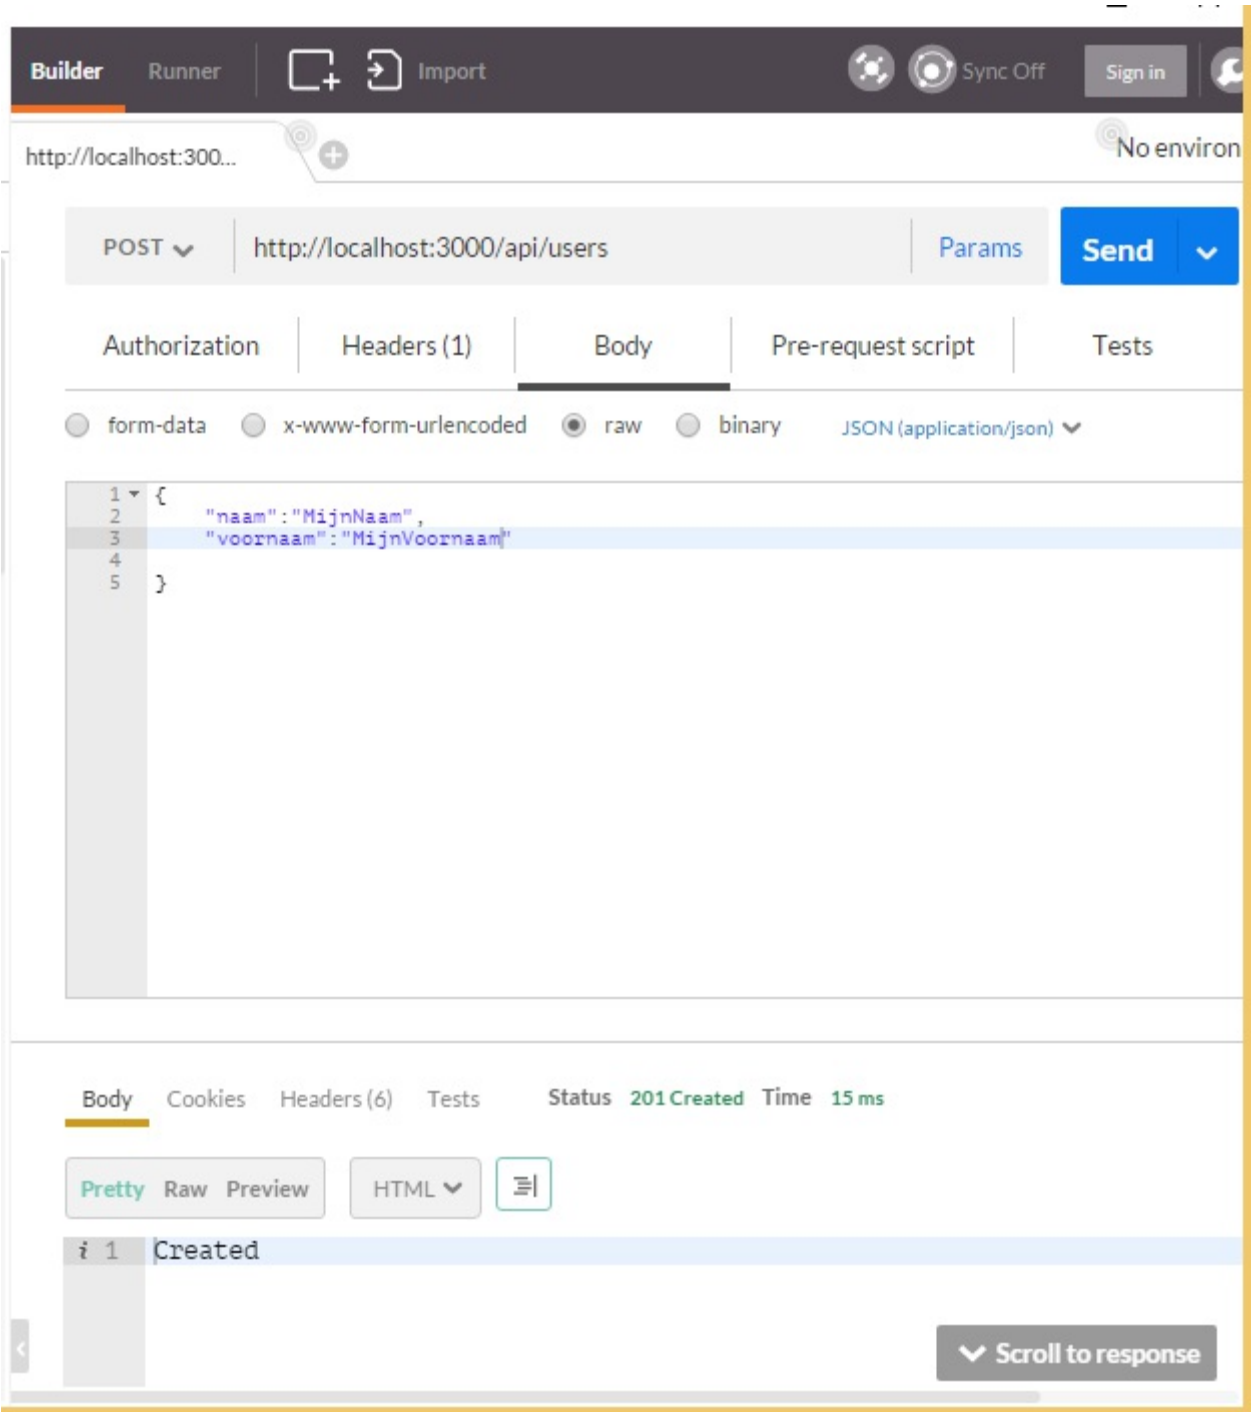 Builder Runner Import Sync Off Sign in
http://localhost:300... No environ
POST http://localhost:3000/api/users Params Send
Authorization Headers (1) Body Pre-request script Tests
form-data x-www-form-urlencoded raw binary JSON (application/json)
1 {
2 "naam":"MijnNaam",
3 "voornaam":"MijnVoornaam"
4
5 }
Body Cookies Headers (6) Tests Status 201 Created Time 15 ms
Pretty Raw Preview HTML
i 1 Created
Scroll to response